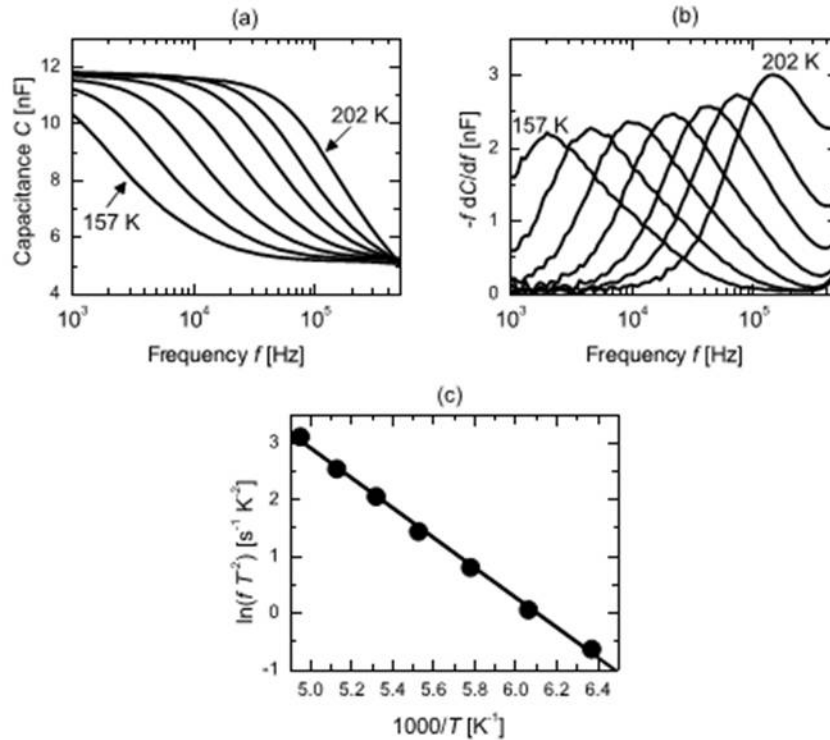 (a)
Capacitance C [nF]
12
10
8
6
4
202 K
157 K
10³ 10⁴ 10⁵
Frequency f [Hz]
(b)
-f dC/df [nF]
3
2
1
0
157 K
202 K
10³ 10⁴ 10⁵
Frequency f [Hz]
(c)
ln(f T⁻²) [s⁻¹ K⁻²]
3
2
1
0
-1
5.0 5.2 5.4 5.6 5.8 6.0 6.2 6.4
1000/T [K⁻¹]